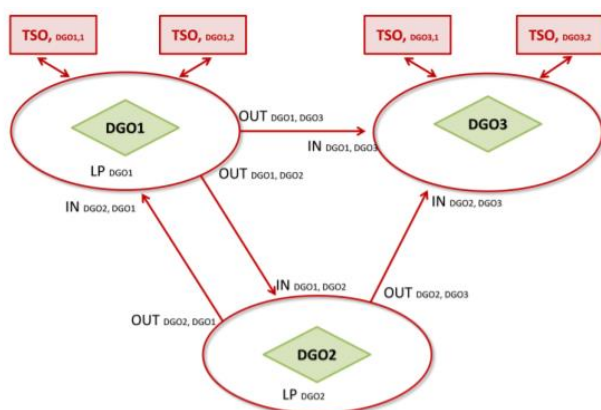 TSO, DGO1,1
TSO, DGO1,2
TSO, DGO3,1
TSO, DGO3,2
DGO1
OUT DGO1, DGO3
DGO3
IN DGO1, DGO3
LP DGO1
OUT DGO1, DGO2
IN DGO2, DGO1
IN DGO2, DGO3
IN DGO1, DGO2
OUT DGO2, DGO3
OUT DGO2, DGO1
DGO2
LP DGO2